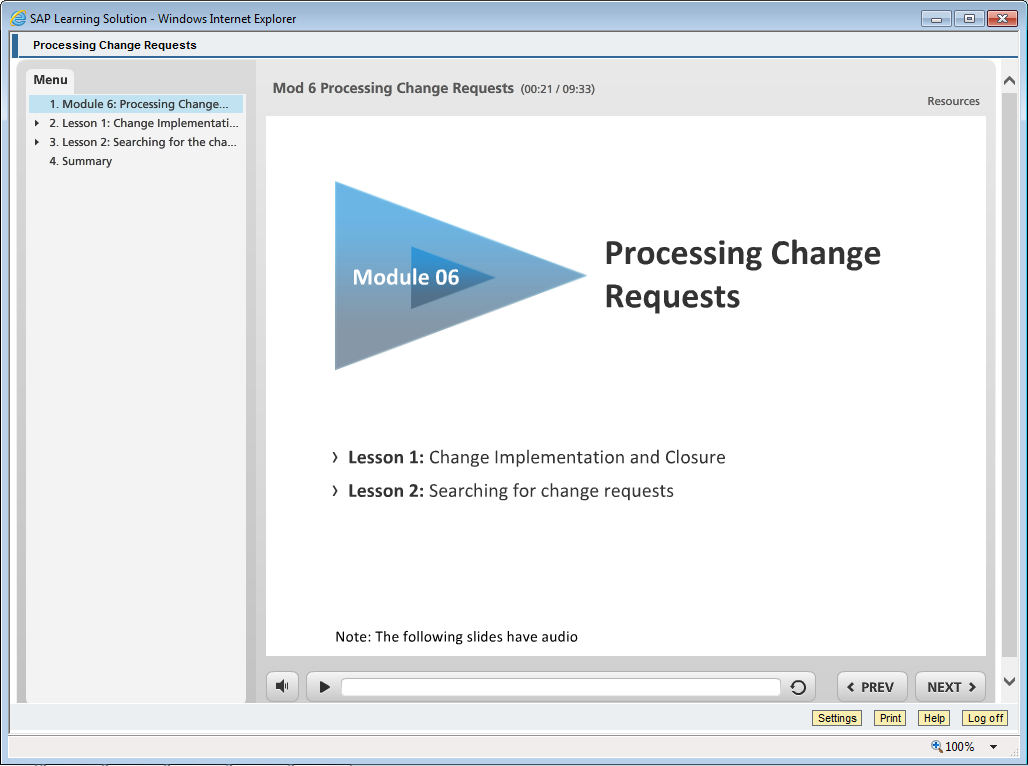 SAP Learning Solution - Windows Internet Explorer
Processing Change Requests
Menu
1. Module 6: Processing Change...
2. Lesson 1: Change Implementati...
3. Lesson 2: Searching for the cha...
4. Summary
Mod 6 Processing Change Requests (00:21 / 09:33)
Resources
Module 06
Processing Change
Requests
› Lesson 1: Change Implementation and Closure
› Lesson 2: Searching for change requests
Note: The following slides have audio
PREV
NEXT
Settings Print Help Log off
100%